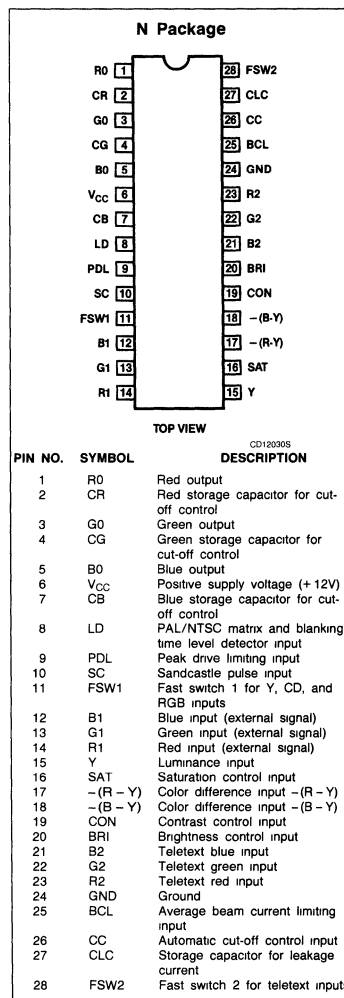 N Package
R0 1
28 FSW2
CR 2
27 CLC
G0 3
26 CC
CG 4
25 BCL
B0 5
24 GND
VCC 6
23 R2
CB 7
22 G2
LD 8
21 B2
PDL 9
20 BRI
SC 10
19 CON
FSW1 11
18 -(B-Y)
B1 12
17 -(R-Y)
G1 13
16 SAT
R1 14
15 Y
TOP VIEW
CD12030S
PIN NO. SYMBOL DESCRIPTION
1 R0 Red output
2 CR Red storage capacitor for cut-
off control
3 G0 Green output
4 CG Green storage capacitor for
cut-off control
5 B0 Blue output
6 VCC Positive supply voltage (+12V)
7 CB Blue storage capacitor for cut-
off control
8 LD PAL/NTSC matrix and blanking
time level detector input
9 PDL Peak drive limiting input
10 SC Sandcastle pulse input
11 FSW1 Fast switch 1 for Y, CD, and
RGB inputs
12 B1 Blue input (external signal)
13 G1 Green input (external signal)
14 R1 Red input (external signal)
15 Y Luminance input
16 SAT Saturation control input
17 -(R-Y) Color difference input -(R-Y)
18 -(B-Y) Color difference input -(B-Y)
19 CON Contrast control input
20 BRI Brightness control input
21 B2 Teletext blue input
22 G2 Teletext green input
23 R2 Teletext red input
24 GND Ground
25 BCL Average beam current limiting
input
26 CC Automatic cut-off control input
27 CLC Storage capacitor for leakage
current
28 FSW2 Fast switch 2 for teletext inputs